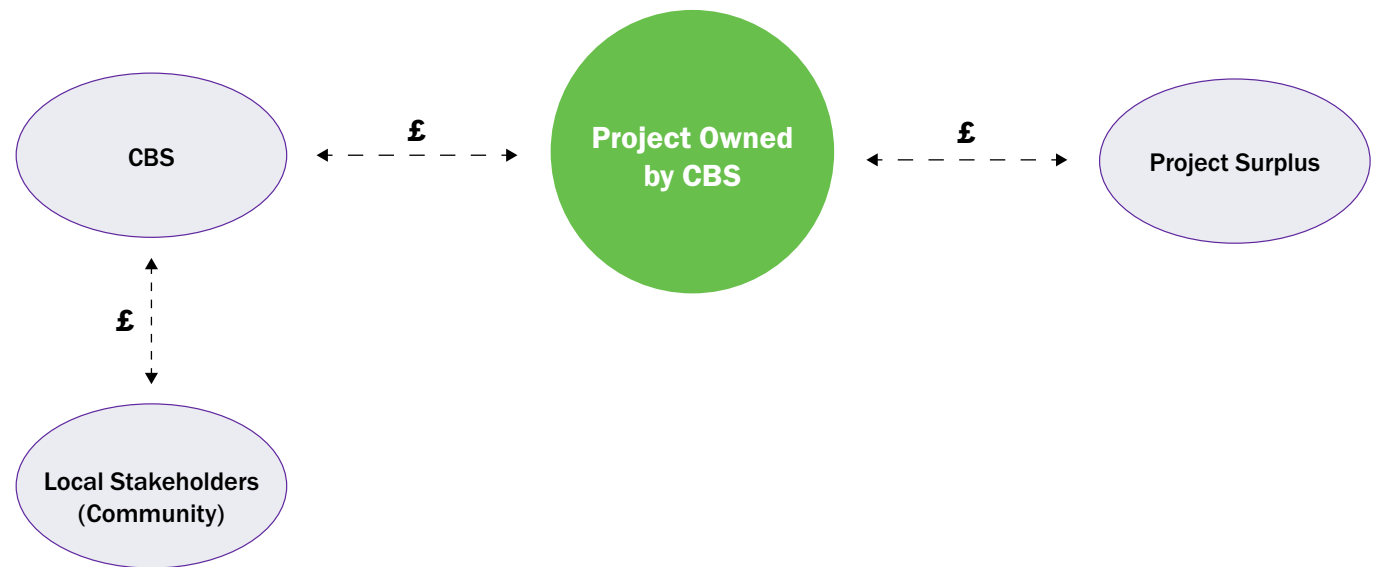 CBS
£
Project Owned
by CBS
£
Project Surplus
£
Local Stakeholders
(Community)